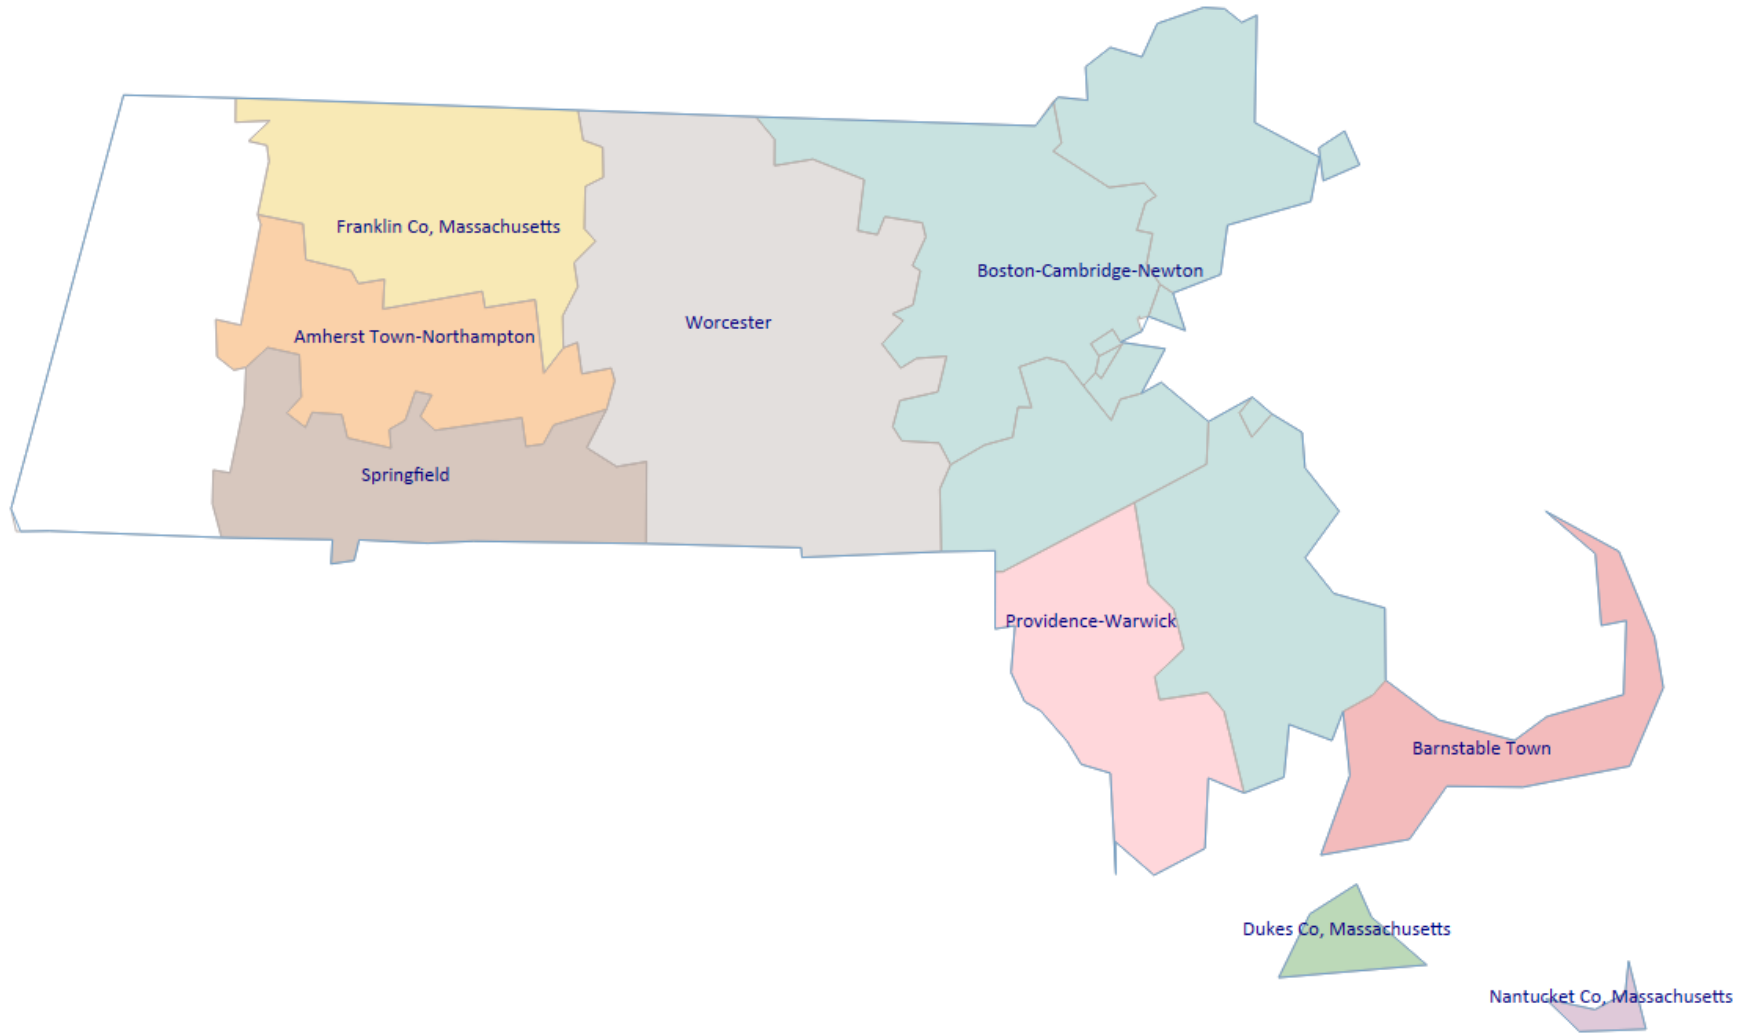 Franklin Co, Massachusetts
Boston-Cambridge-Newton
Worcester
Amherst Town-Northampton
Springfield
Providence-Warwick
Barnstable Town
Dukes Co, Massachusetts
Nantucket Co, Massachusetts